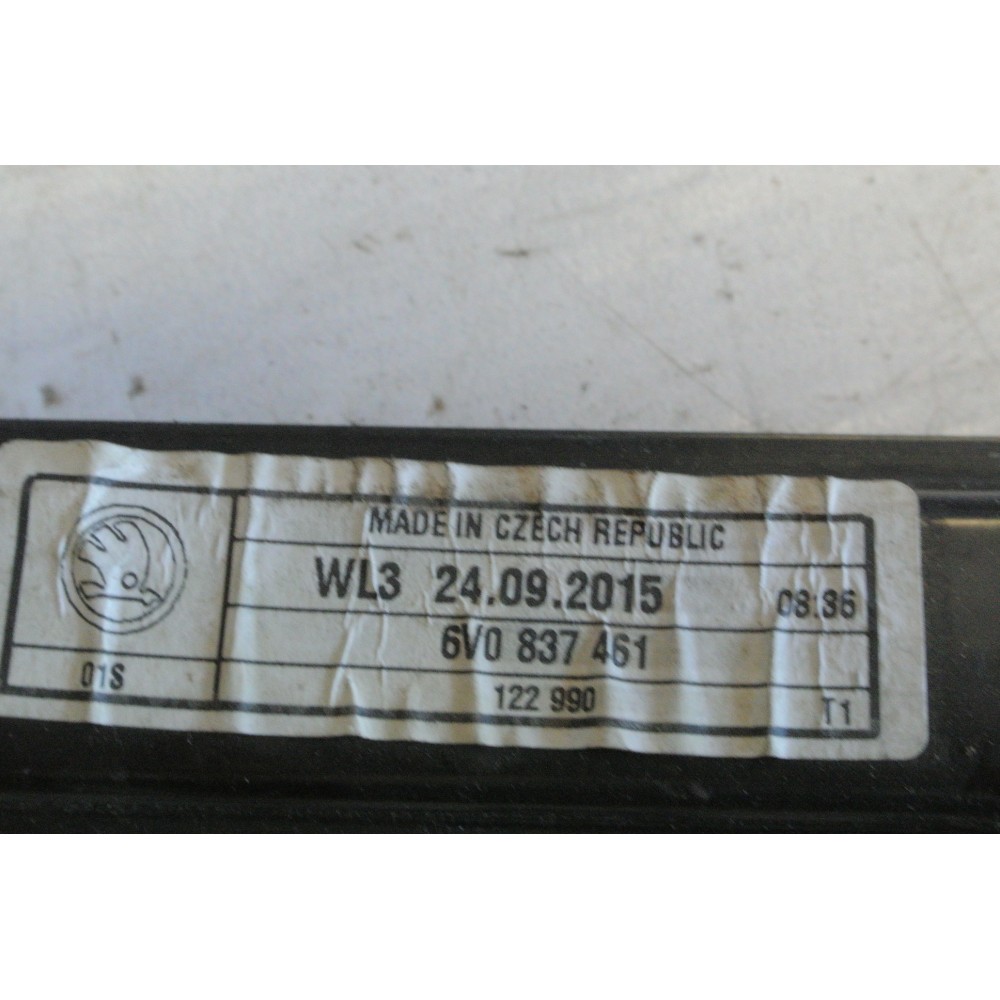 MADE IN CZECH REPUBLIC
WL3 24.09.2015 08:36
6V0 837 461
01S 122 990 T1